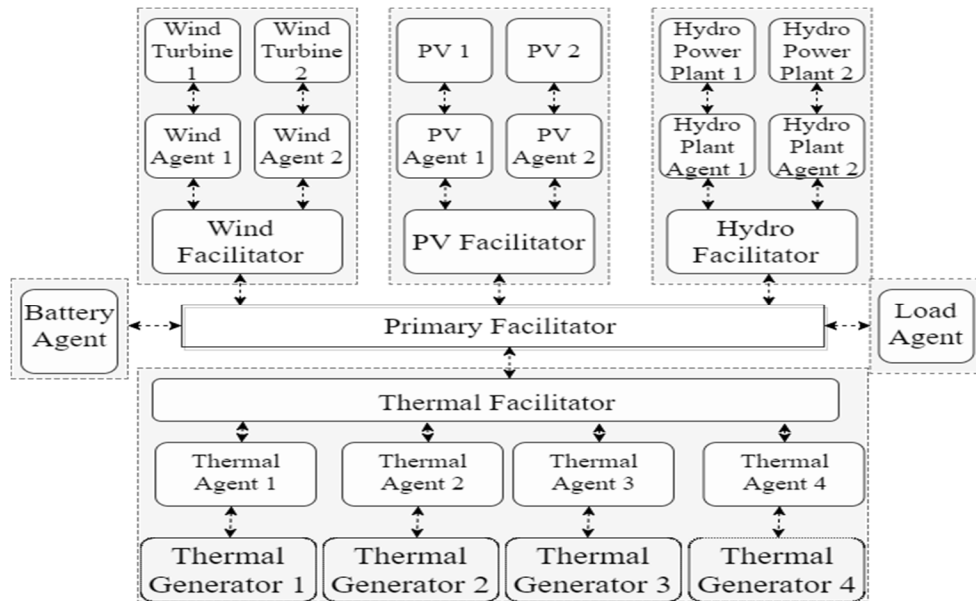 Wind
Turbine
1
Wind
Turbine
2
PV 1
PV 2
Hydro
Power
Plant 1
Hydro
Power
Plant 2
Wind
Agent 1
Wind
Agent 2
PV
Agent 1
PV
Agent 2
Hydro
Plant
Agent 1
Hydro
Plant
Agent 2
Wind
Facilitator
PV Facilitator
Hydro
Facilitator
Battery
Agent
Primary Facilitator
Load
Agent
Thermal Facilitator
Thermal
Agent 1
Thermal
Agent 2
Thermal
Agent 3
Thermal
Agent 4
Thermal
Generator 1
Thermal
Generator 2
Thermal
Generator 3
Thermal
Generator 4